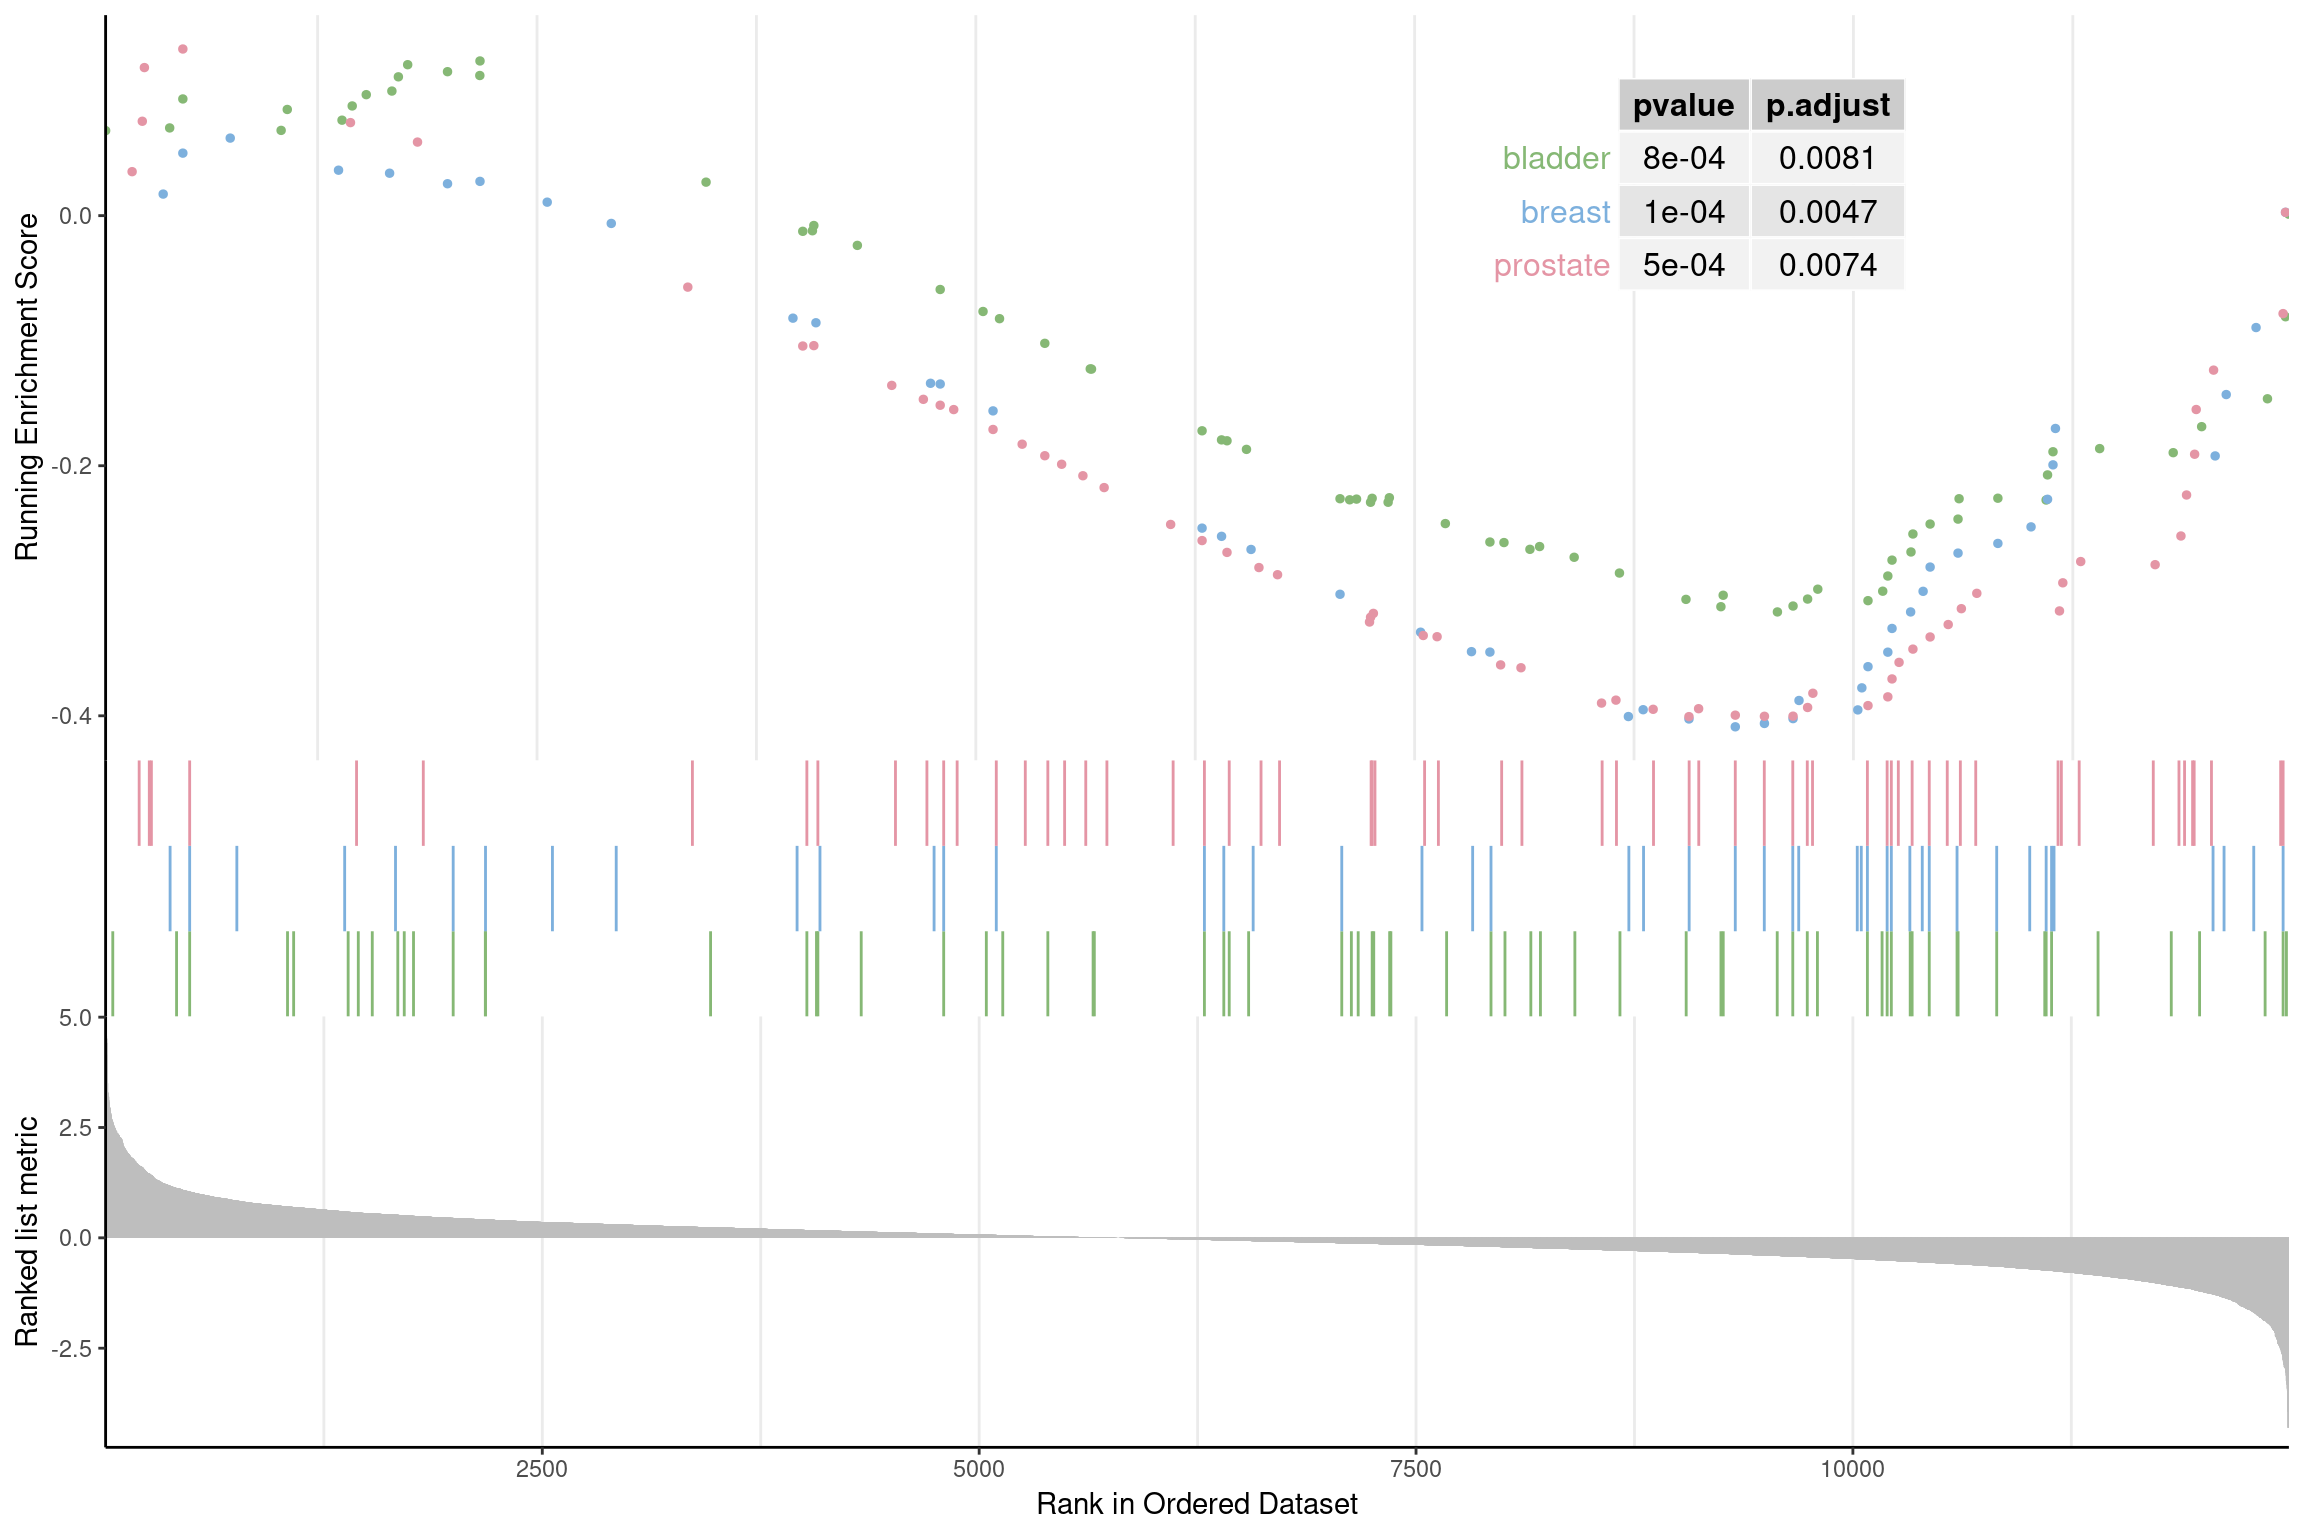 Running Enrichment Score
0.0
-0.2
-0.4
pvalue p.adjust
bladder 8e-04 0.0081
breast 1e-04 0.0047
prostate 5e-04 0.0074
Ranked list metric
5.0
2.5
0.0
-2.5
2500 5000 7500 10000
Rank in Ordered Dataset